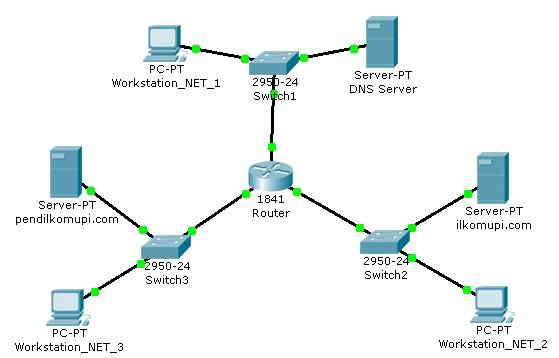 PC-PT
Workstation_NET_1
2950-24
Switch1
Server-PT
DNS Server
1841
Router
Server-PT
pendilkomupi.com
Server-PT
ilkomupi.com
2950-24
Switch3
2950-24
Switch2
PC-PT
Workstation_NET_3
PC-PT
Workstation_NET_2